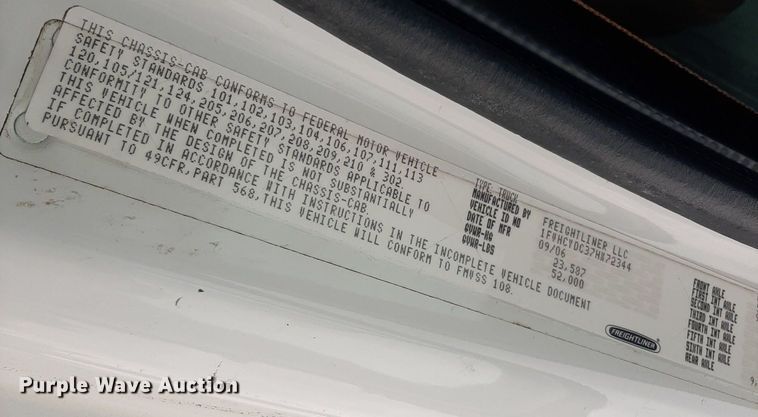 THIS CHASSIS-CAB CONFORMS TO FEDERAL MOTOR VEHICLE
SAFETY STANDARDS 101,102,103,104,106,107,111,113
120,105/121,124,205,206,207,208,209,210 & 302.
CONFORMITY TO OTHER SAFETY STANDARDS APPLICABLE TO
THIS VEHICLE WHEN COMPLETED IS NOT SUBSTANTIALLY
AFFECTED BY THE DESIGN OF THE CHASSIS-CAB.
IF COMPLETED IN ACCORDANCE WITH INSTRUCTIONS IN THE INCOMPLETE VEHICLE DOCUMENT
PURSUANT TO 49CFR,PART 568,THIS VEHICLE WILL CONFORM TO FMVSS 108.
TYPE: TRUCK
MANUFACTURED BY FREIGHTLINER LLC
VEHICLE ID NO
DATE OF MFR 09/06
GVWR-KG 23,587
GVWR-LBS 52,000
FREIGHTLINER
FRONT AXLE
FIRST INT AXLE
SECOND INT AXLE
THIRD INT AXLE
FOURTH INT AXLE
FIFTH INT AXLE
SIXTH INT AXLE
REAR AXLE
Purple Wave Auction